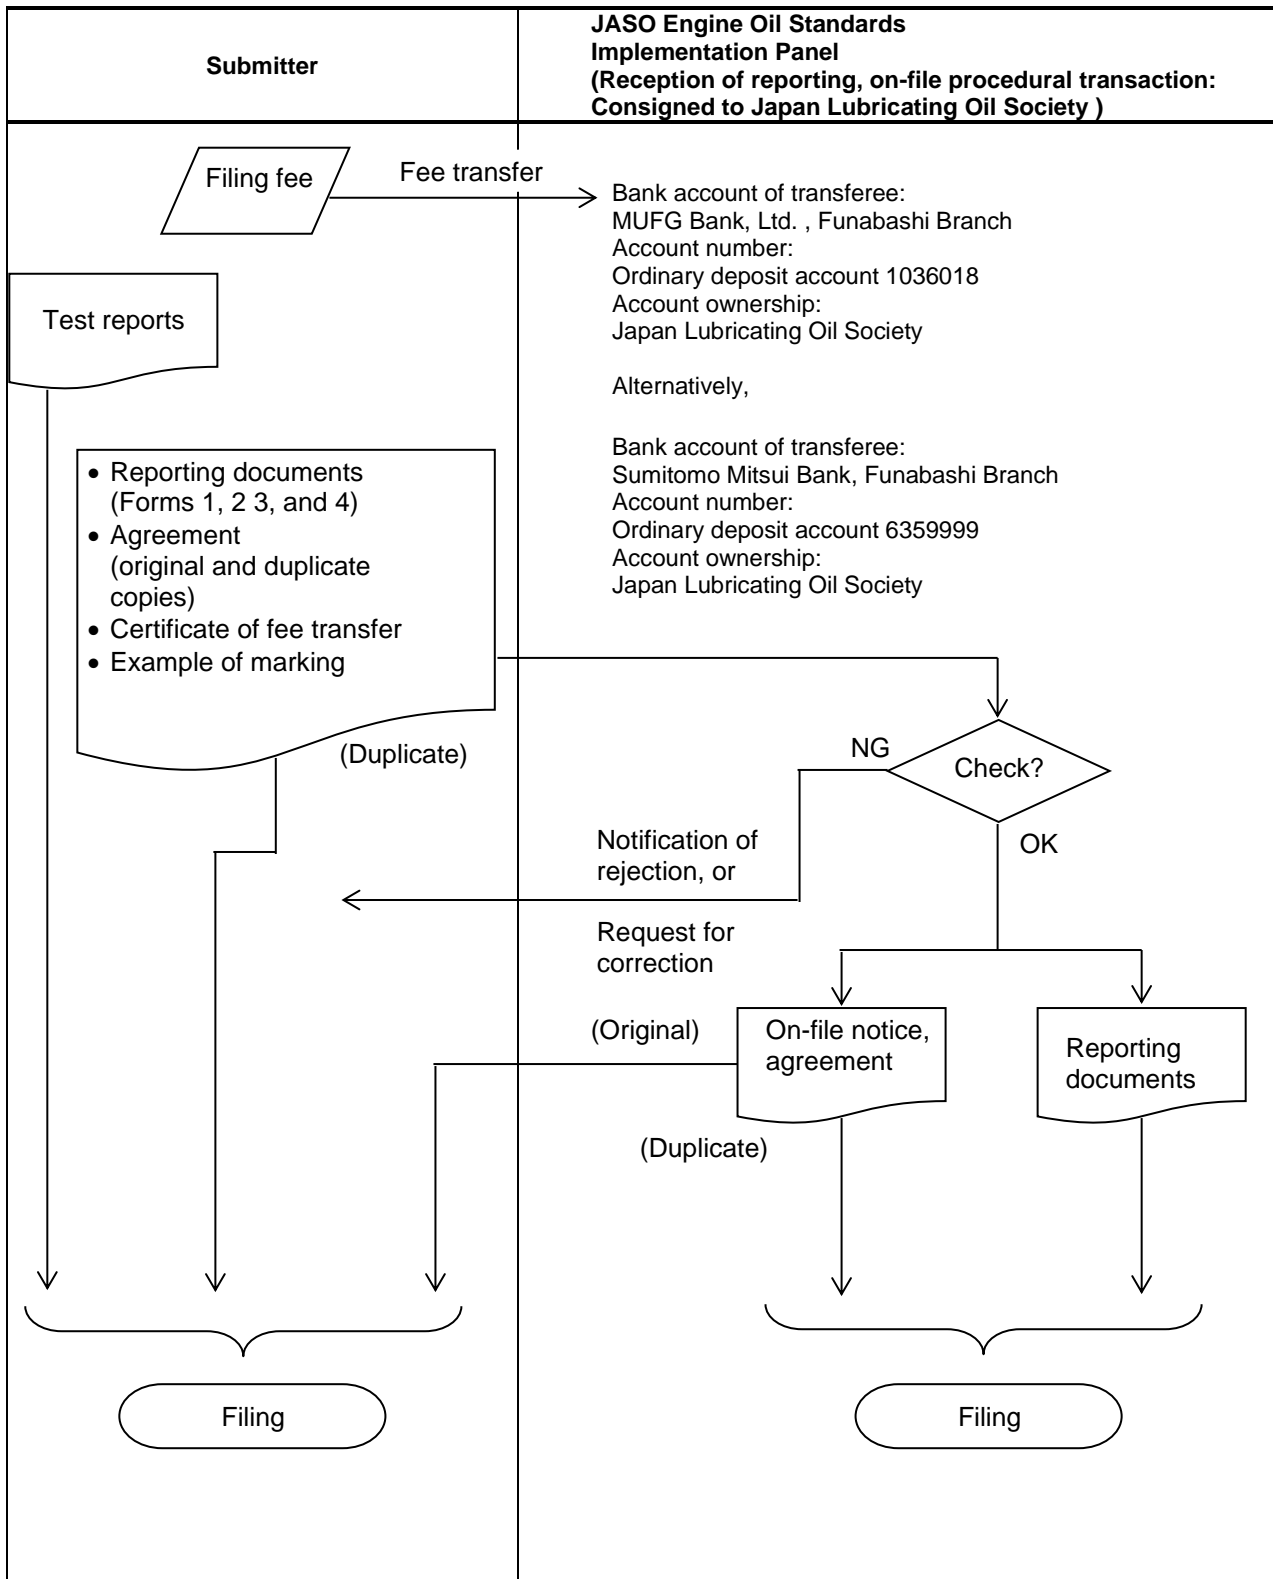 Submitter
JASO Engine Oil Standards
Implementation Panel
(Reception of reporting, on-file procedural transaction:
Consigned to Japan Lubricating Oil Society )
Filing fee
Fee transfer
Bank account of transferee:
MUFG Bank, Ltd. , Funabashi Branch
Account number:
Ordinary deposit account 1036018
Account ownership:
Japan Lubricating Oil Society
Test reports
Alternatively,
Bank account of transferee:
Sumitomo Mitsui Bank, Funabashi Branch
Account number:
Ordinary deposit account 6359999
Account ownership:
Japan Lubricating Oil Society
• Reporting documents
(Forms 1, 2 3, and 4)
• Agreement
(original and duplicate
copies)
• Certificate of fee transfer
• Example of marking
(Duplicate)
NG
Check?
OK
Notification of
rejection, or
Request for
correction
(Original)
On-file notice,
agreement
Reporting
documents
(Duplicate)
Filing
Filing